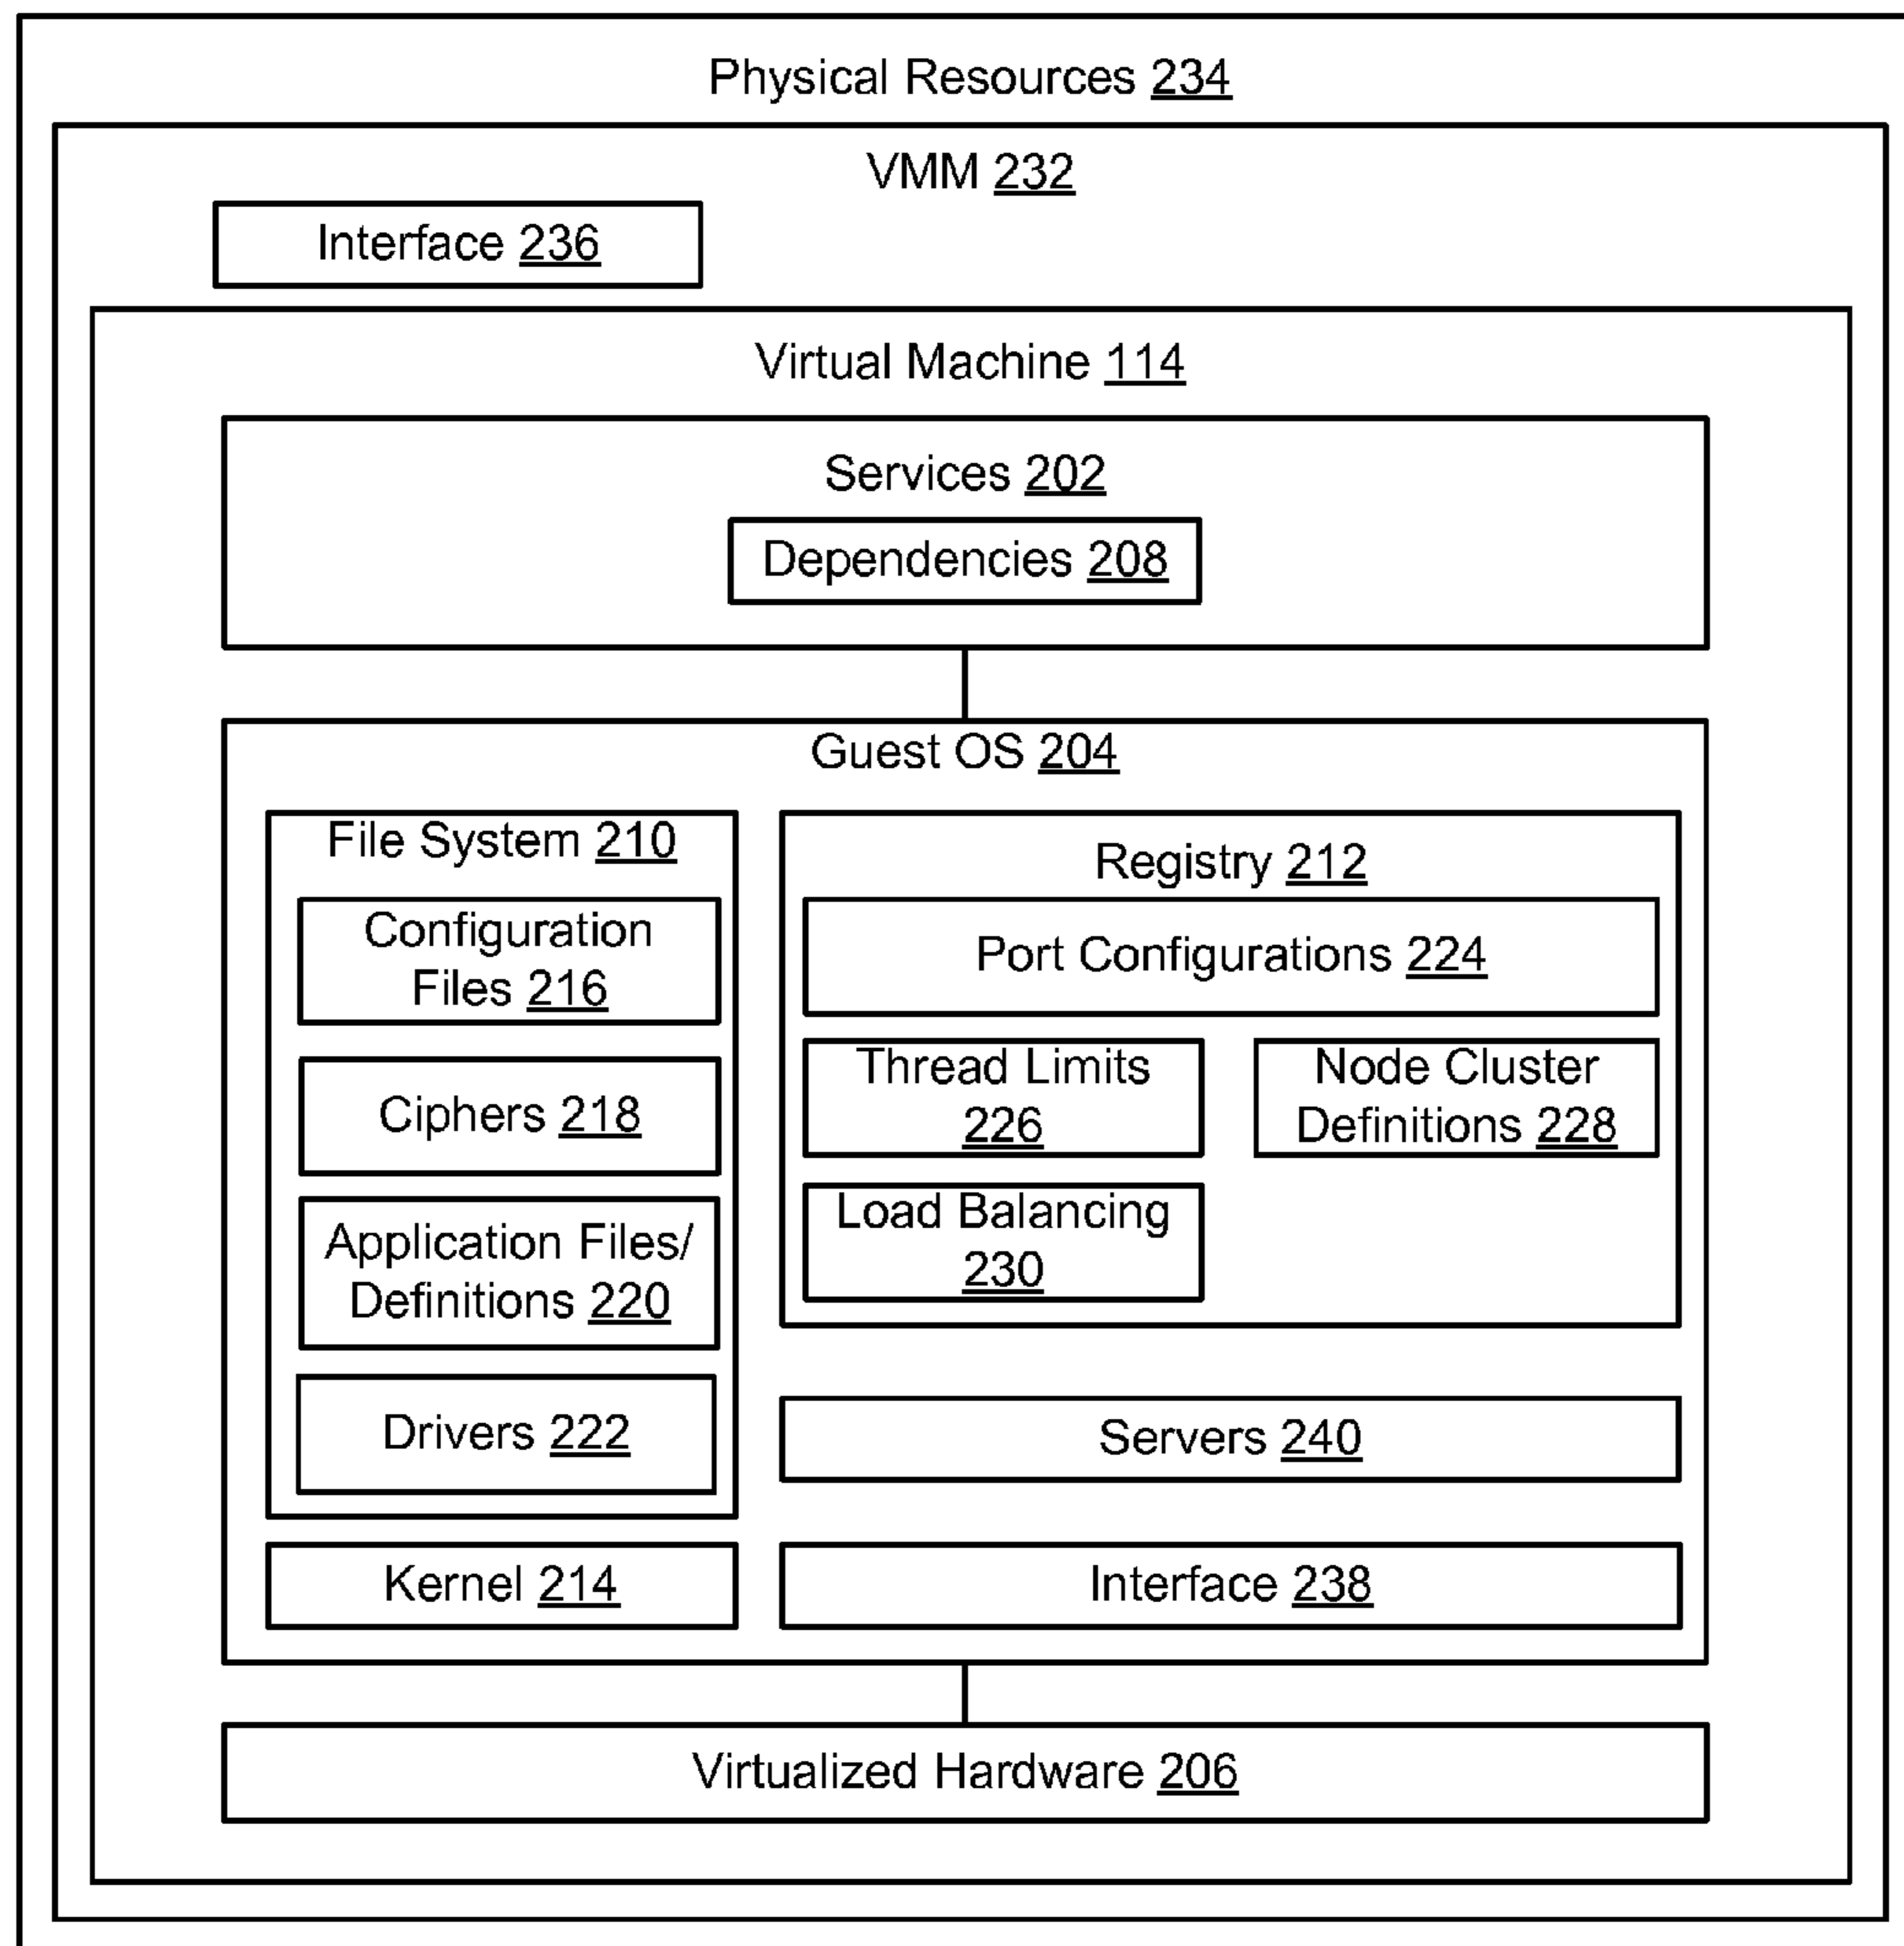 Physical Resources 234
VMM 232
Interface 236
Virtual Machine 114
Services 202
Dependencies 208
Guest OS 204
File System 210
Configuration
Files 216
Ciphers 218
Application Files/
Definitions 220
Drivers 222
Kernel 214
Registry 212
Port Configurations 224
Thread Limits
226
Node Cluster
Definitions 228
Load Balancing
230
Servers 240
Interface 238
Virtualized Hardware 206